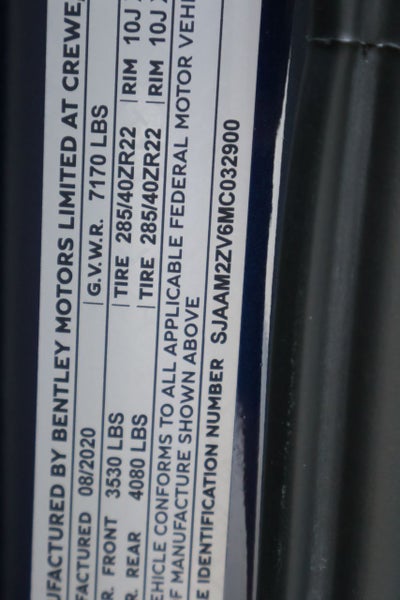 UFACTURED BY BENTLEY MOTORS LIMITED AT CREWE,
FACTURED 08/2020 G.V.W.R. 7170 LBS
R. FRONT 3530 LBS TIRE 285/40ZR22 RIM 10J
R. REAR 4080 LBS TIRE 285/40ZR22 RIM 10J
EHICLE CONFORMS TO ALL APPLICABLE FEDERAL MOTOR VEHI
F MANUFACTURE SHOWN ABOVE
E IDENTIFICATION NUMBER SJAAM2ZV6MC032900